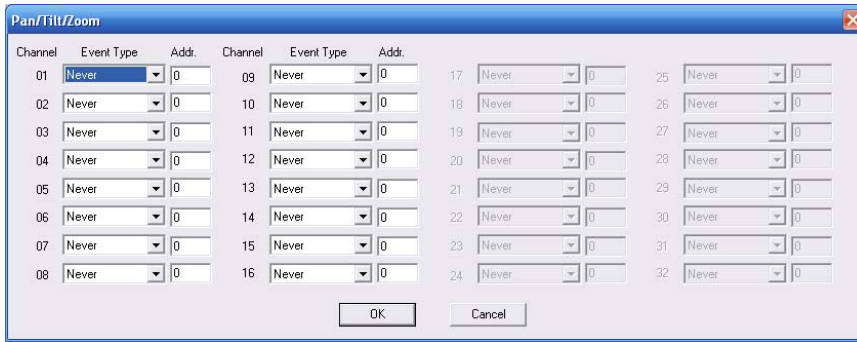 Pan/Tilt/Zoom
Channel Event Type Addr. Channel Event Type Addr.
01 Never 0 09 Never 0 17 Never 0 25 Never 0
02 Never 0 10 Never 0 18 Never 0 26 Never 0
03 Never 0 11 Never 0 19 Never 0 27 Never 0
04 Never 0 12 Never 0 20 Never 0 28 Never 0
05 Never 0 13 Never 0 21 Never 0 29 Never 0
06 Never 0 14 Never 0 22 Never 0 30 Never 0
07 Never 0 15 Never 0 23 Never 0 31 Never 0
08 Never 0 16 Never 0 24 Never 0 32 Never 0
OK Cancel